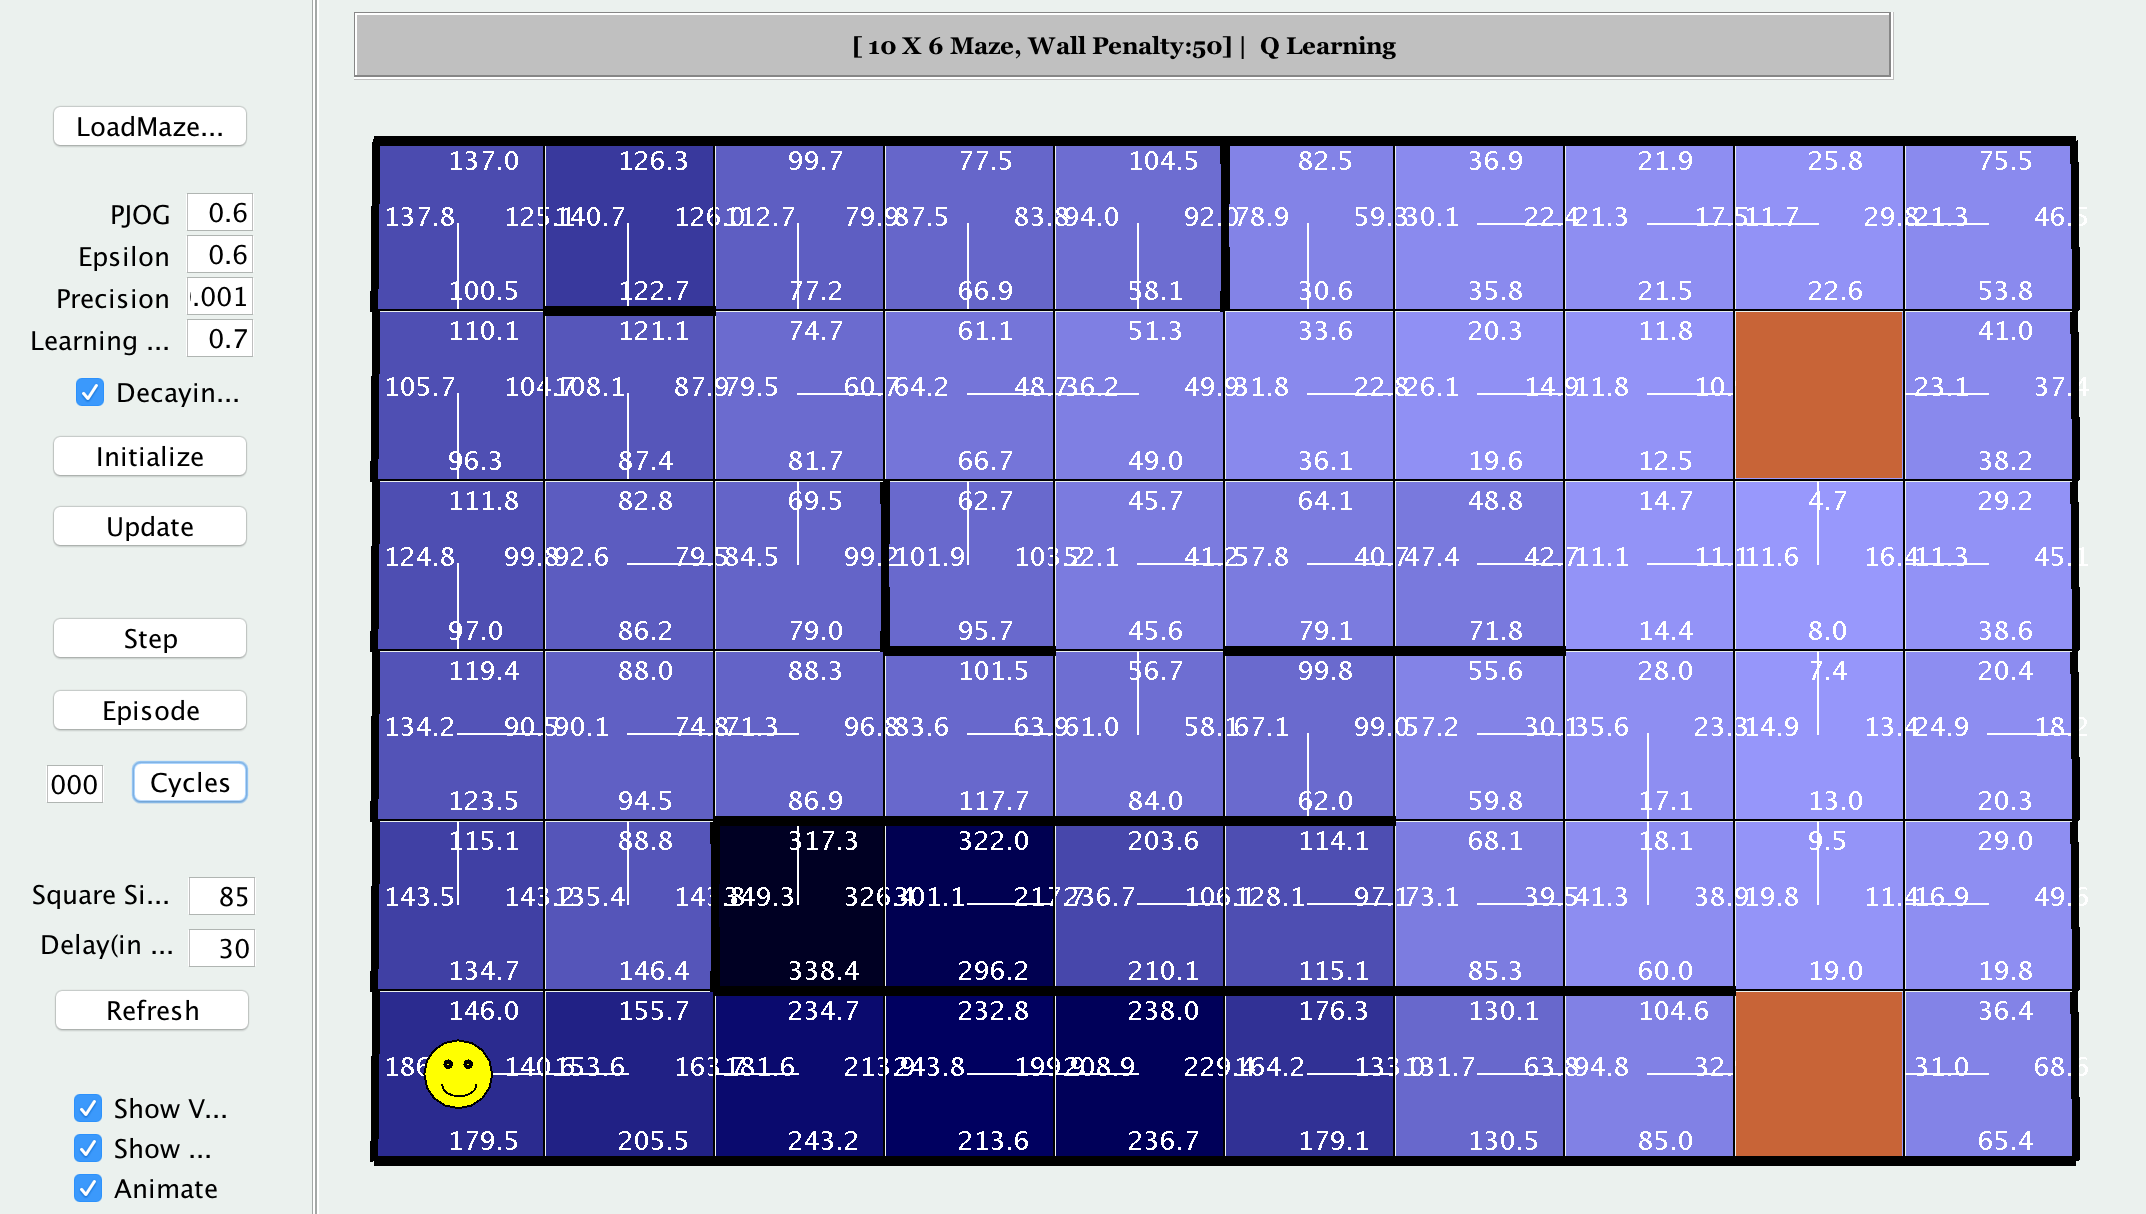 [ 10 X 6 Maze, Wall Penalty:50] | Q Learning
LoadMaze...
PJOG 0.6
Epsilon 0.6
Precision .001
Learning ... 0.7
Decayin...
Initialize
Update
Step
Episode
000 Cycles
Square Si... 85
Delay(in ... 30
Refresh
Show V...
Show ...
Animate
137.0 126.3 99.7 77.5 104.5 82.5 36.9 21.9 25.8 75.5
137.8 125.1 140.7 126.0 112.7 79.9 87.5 83.8 94.0 92.0 78.9 59.3 30.1 22.4 21.3 17.5 11.7 29.8 21.3 46.5
100.5 122.7 77.2 66.9 58.1 30.6 35.8 21.5 22.6 53.8
110.1 121.1 74.7 61.1 51.3 33.6 20.3 11.8 41.0
105.7 104.7 108.1 87.9 79.5 60.7 64.2 48.7 36.2 49.9 31.8 22.8 26.1 14.9 11.8 10. 23.1 37.4
96.3 87.4 81.7 66.7 49.0 36.1 19.6 12.5 38.2
111.8 82.8 69.5 62.7 45.7 64.1 48.8 14.7 4.7 29.2
124.8 99.8 92.6 79.5 84.5 99.2 101.9 103.2 52.1 41.2 57.8 40.7 47.4 42.7 11.1 11.1 11.6 16.4 11.3 45.1
97.0 86.2 79.0 95.7 45.6 79.1 71.8 14.4 8.0 38.6
119.4 88.0 88.3 101.5 56.7 99.8 55.6 28.0 7.4 20.4
134.2 90.5 90.1 74.8 71.3 96.8 83.6 63.9 61.0 58.1 67.1 99.0 57.2 30.1 35.6 23.3 14.9 13.4 24.9 18.2
123.5 94.5 86.9 117.7 84.0 62.0 59.8 17.1 13.0 20.3
115.1 88.8 317.3 322.0 203.6 114.1 68.1 18.1 9.5 29.0
143.5 143.2 135.4 143.8 349.3 326.4 301.1 217.7 236.7 106.1 128.1 97.1 73.1 39.5 41.3 38.9 19.8 11.4 16.9 49.6
134.7 146.4 338.4 296.2 210.1 115.1 85.3 60.0 19.0 19.8
146.0 155.7 234.7 232.8 238.0 176.3 130.1 104.6 36.4
186 140.6 153.6 163.7 181.6 213.9 243.8 199.9 208.9 229.4 164.2 133.0 131.7 63.8 94.8 32. 31.0 68.6
179.5 205.5 243.2 213.6 236.7 179.1 130.5 85.0 65.4